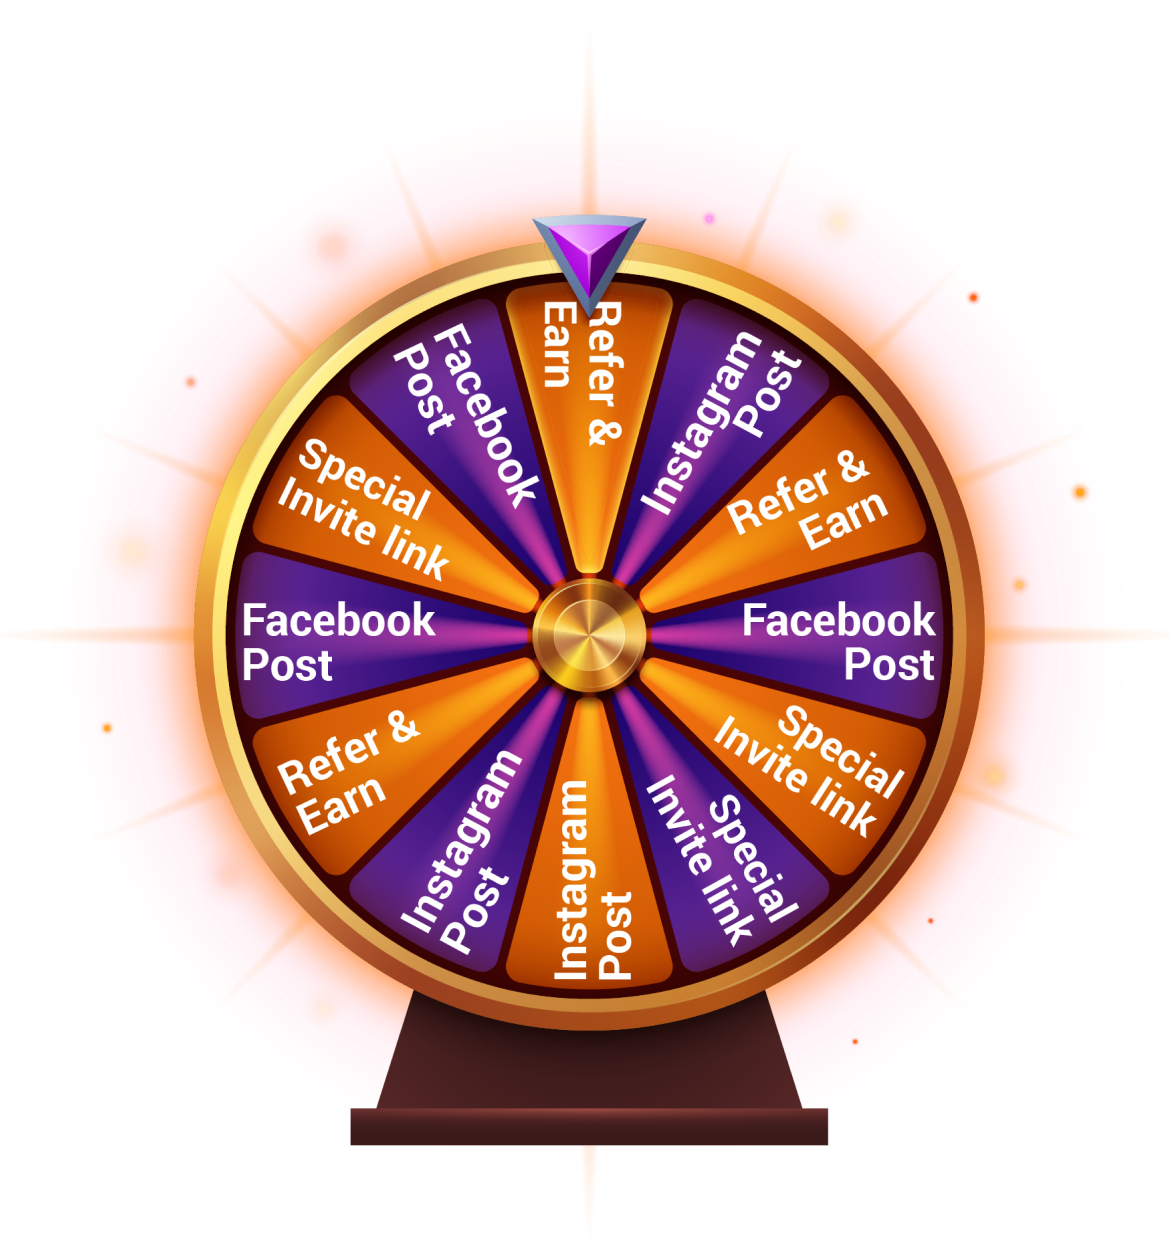 Refer &
Earn
Instagram
Post
Refer &
Earn
Facebook
Post
Special
Invite link
Special
Invite link
Instagram
Post
Instagram
Post
Refer &
Earn
Facebook
Post
Special
Invite link
Facebook
Post